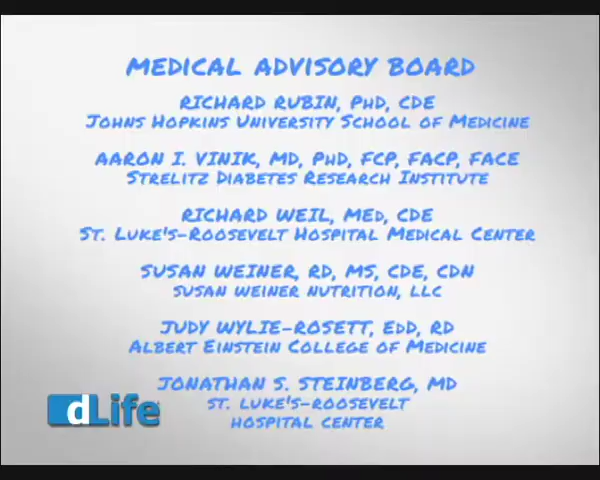 MEDICAL ADVISORY BOARD
RICHARD RUBIN, PHD, CDE
JOHNS HOPKINS UNIVERSITY SCHOOL OF MEDICINE
AARON I. VINIK, MD, PHD, FCP, FACP, FACE
STRELITZ DIABETES RESEARCH INSTITUTE
RICHARD WEIL, MED, CDE
ST. LUKE'S-ROOSEVELT HOSPITAL MEDICAL CENTER
SUSAN WEINER, RD, MS, CDE, CDN
SUSAN WEINER NUTRITION, LLC
JUDY WYLIE-ROSETT, EDD, RD
ALBERT EINSTEIN COLLEGE OF MEDICINE
JONATHAN S. STEINBERG, MD
ST. LUKE'S-ROOSEVELT
HOSPITAL CENTER
dLife